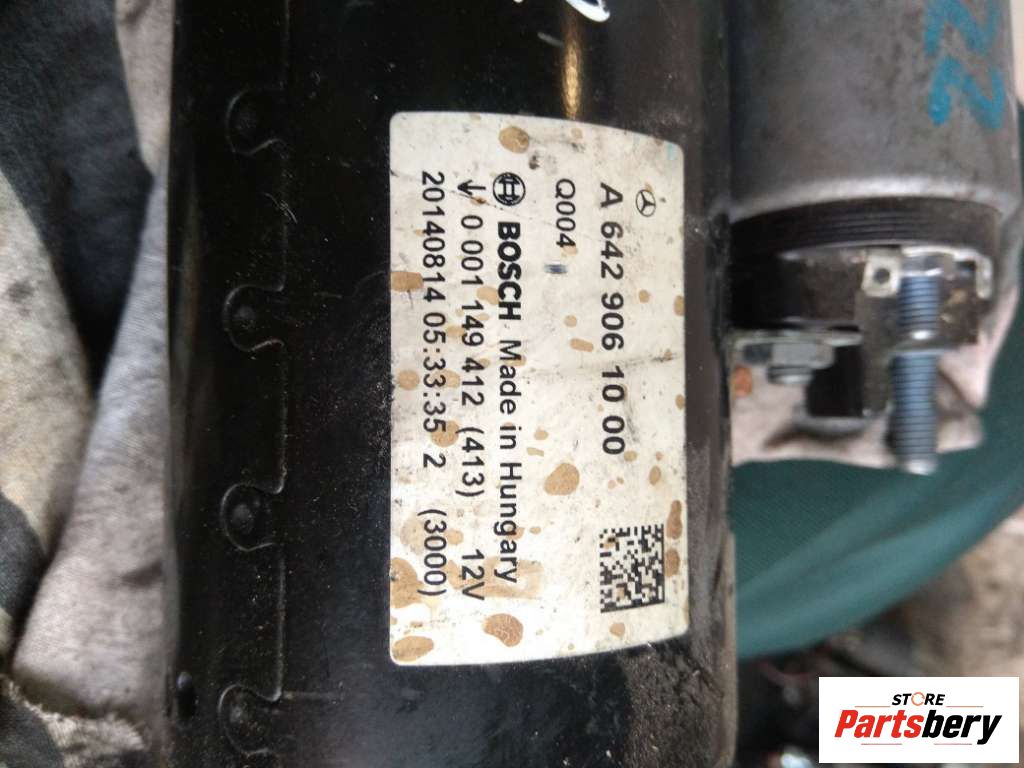 A 642 906 10 00
Q004
BOSCH Made in Hungary
0 001 149 412 (413) 12V
20140814 05:33:35 2 (3000)
STORE
Partsbery